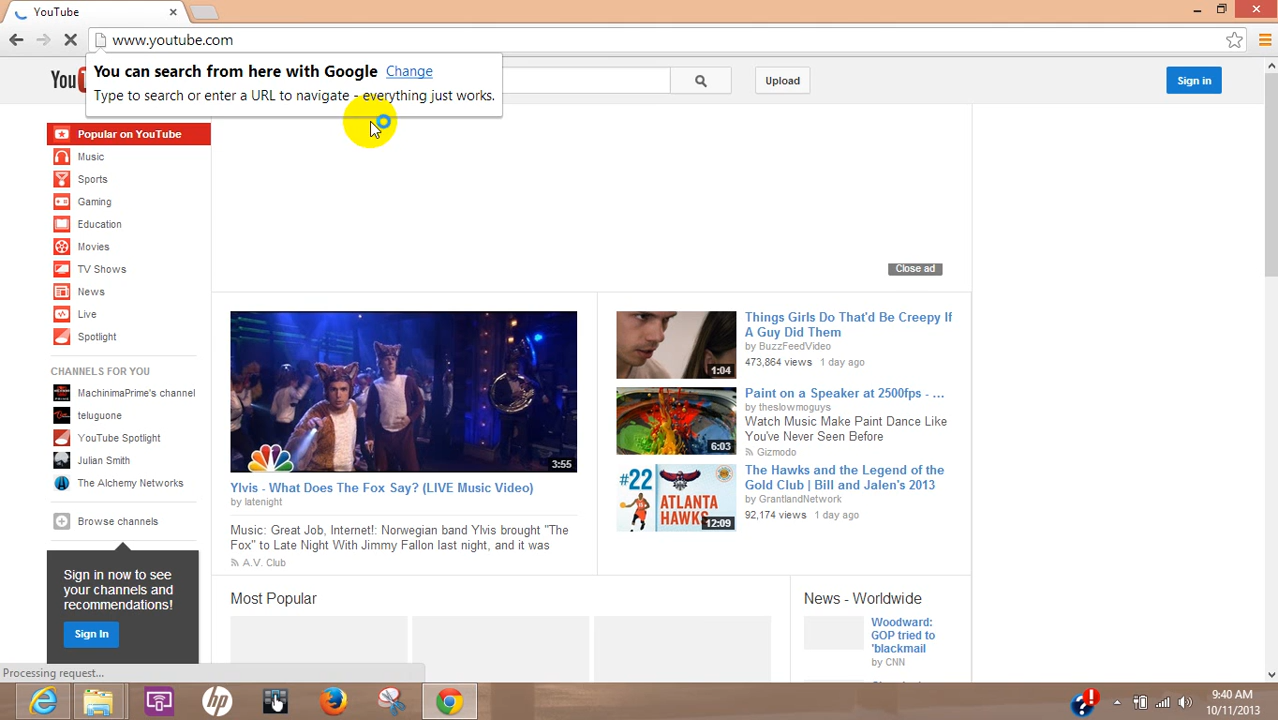 YouTube
www.youtube.com
You can search from here with Google Change
Type to search or enter a URL to navigate - everything just works.
You
Upload
Sign in
Popular on YouTube
Music
Sports
Gaming
Education
Movies
TV Shows
News
Live
Spotlight
CHANNELS FOR YOU
MachinimaPrime's channel
teluguone
YouTube Spotlight
Julian Smith
The Alchemy Networks
Browse channels
Sign in now to see
your channels and
recommendations!
Sign In
Close ad
3:55
Ylvis - What Does The Fox Say? (LIVE Music Video)
by latenight
Music: Great Job, Internet!: Norwegian band Ylvis brought "The
Fox" to Late Night With Jimmy Fallon last night, and it was
A.V. Club
1:04
Things Girls Do That'd Be Creepy If
A Guy Did Them
by BuzzFeedVideo
473,864 views 1 day ago
6:03
Paint on a Speaker at 2500fps - ...
by theslowmoguys
Watch Music Make Paint Dance Like
You've Never Seen Before
Gizmodo
#22
ATLANTA
HAWKS
12:09
The Hawks and the Legend of the
Gold Club | Bill and Jalen's 2013
by GrantlandNetwork
92,174 views 1 day ago
Most Popular
News - Worldwide
Woodward:
GOP tried to
'blackmail
by CNN
Processing request...
hp
9:40 AM
10/11/2013